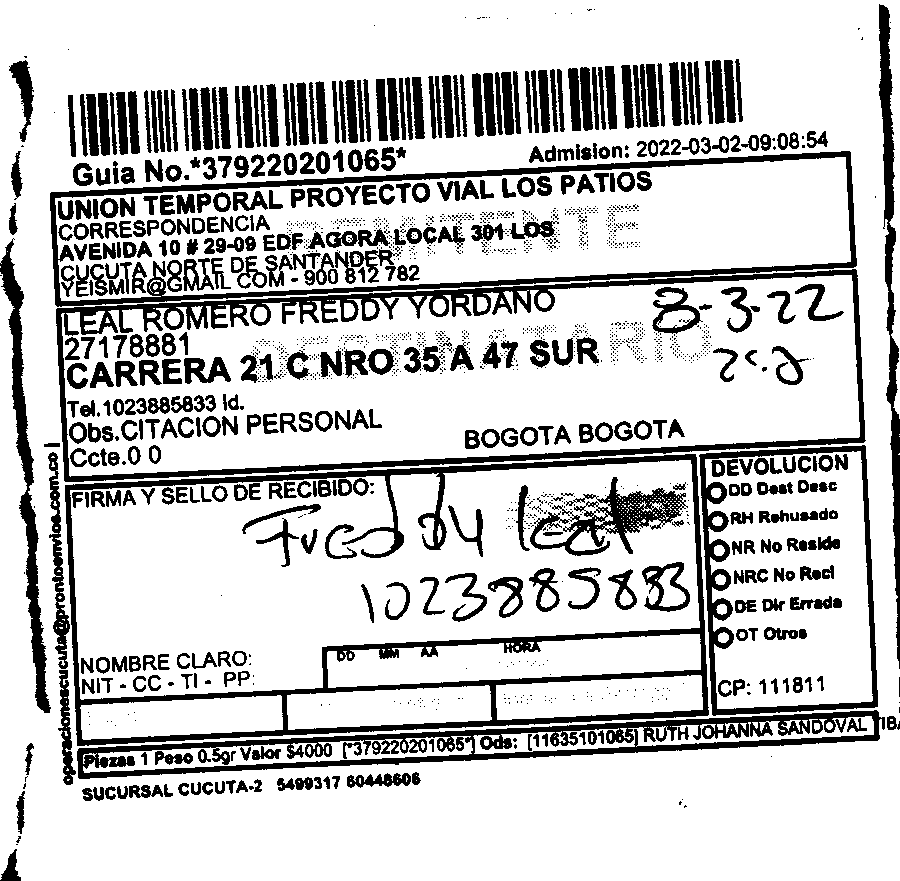 Guia No.*379220201065*
Admision: 2022-03-02-09:08:54
REMITENTE
UNION TEMPORAL PROYECTO VIAL LOS PATIOS
CORRESPONDENCIA
AVENIDA 10 # 29-09 EDF AGORA LOCAL 301 LOS
CUCUTA NORTE DE SANTANDER
YEISMIR@GMAIL COM - 900 812 782
DESTINATARIO
LEAL ROMERO FREDDY YORDANO
8-3-22
27178881
CARRERA 21 C NRO 35 A 47 SUR
Tel.1023885833 Id.
Obs.CITACION PERSONAL
Ccte.0 0
BOGOTA BOGOTA
FIRMA Y SELLO DE RECIBIDO:
Freddy leal
1023885833
NOMBRE CLARO:
NIT - CC - TI - PP:
DD MM AA HORA
DEVOLUCION
DD Dest Desc
RH Rehusado
NR No Reside
NRC No Recl
DE Dir Errada
OT Otros
CP: 111811
Piezas 1 Peso 0.5gr Valor $4000 [*379220201065*] Ods: [11635101065] RUTH JOHANNA SANDOVAL TIBA
SUCURSAL CUCUTA-2 5499317 60448606
operacionescucuta@prontoenvios.com.co |